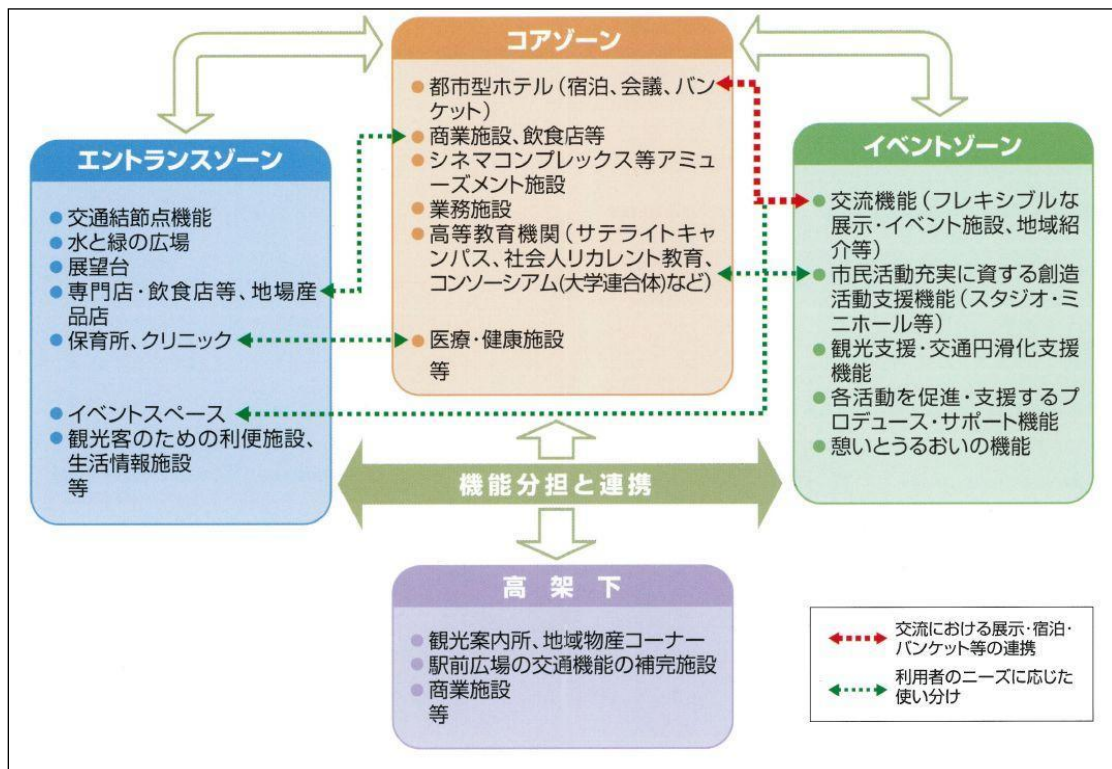 コアゾーン
●都市型ホテル(宿泊、会議、バン
ケット)
●商業施設、飲食店等
●シネマコンプレックス等アミュ
ーズメント施設
●業務施設
●高等教育機関(サテライトキャ
ンパス、社会人リカレント教育、
コンソーシアム(大学連合体)など)
●医療・健康施設
等
エントランスゾーン
●交通結節点機能
●水と緑の広場
●展望台
●専門店・飲食店等、地場産
品店
●保育所、クリニック
●イベントスペース
●観光客のための利便施設、
生活情報施設
等
イベントゾーン
●交流機能(フレキシブルな
展示・イベント施設、地域紹
介等)
●市民活動充実に資する創造
活動支援機能(スタジオ・ミ
ニホール等)
●観光支援・交通円滑化支援
機能
●各活動を促進・支援するプ
ロデュース・サポート機能
●憩いとうるおいの機能
機能分担と連携
高架下
●観光案内所、地域物産コーナー
●駅前広場の交通機能の補完施設
●商業施設
等
交流における展示・宿泊・
バンケット等の連携
利用者のニーズに応じた
使い分け